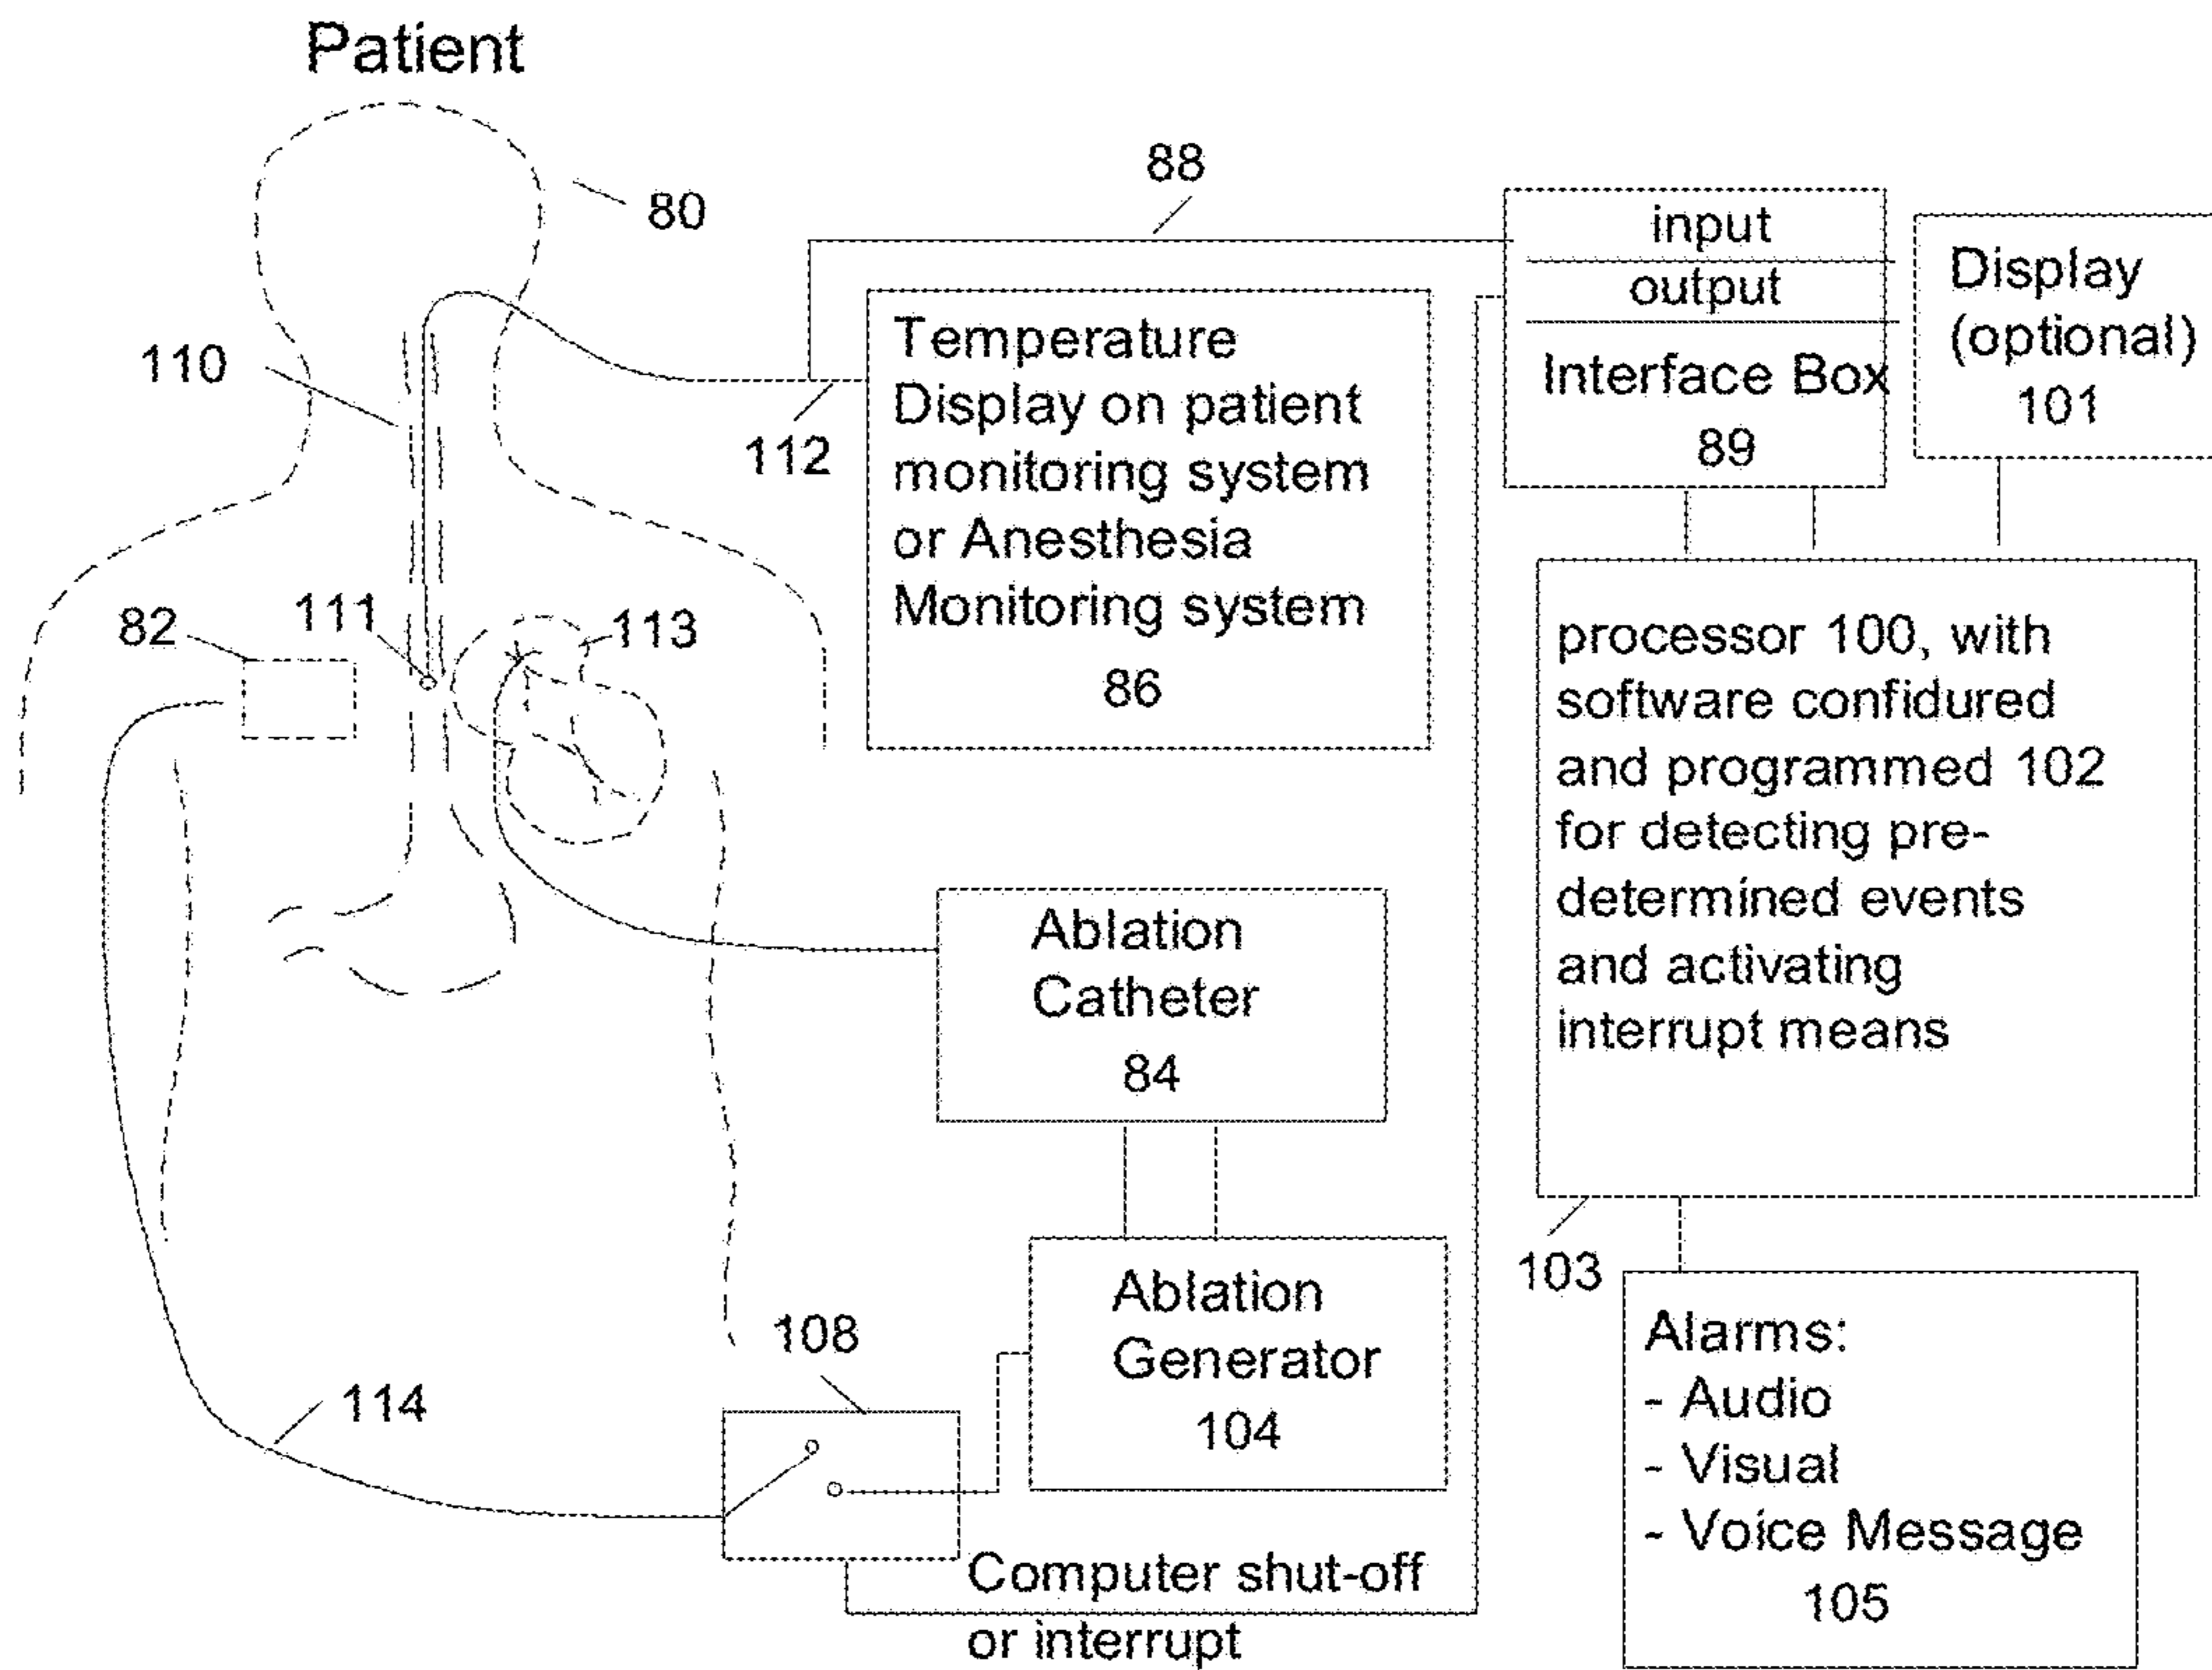 Patient
88
80
input
output
Interface Box
89
Display
(optional)
101
110
112
Temperature
Display on patient
monitoring system
or Anesthesia
Monitoring system
86
82
111
113
processor 100, with
software confidured
and programmed 102
for detecting pre-
determined events
and activating
interrupt means
103
Ablation
Catheter
84
Ablation
Generator
104
108
114
Computer shut-off
or interrupt
Alarms:
- Audio
- Visual
- Voice Message
105